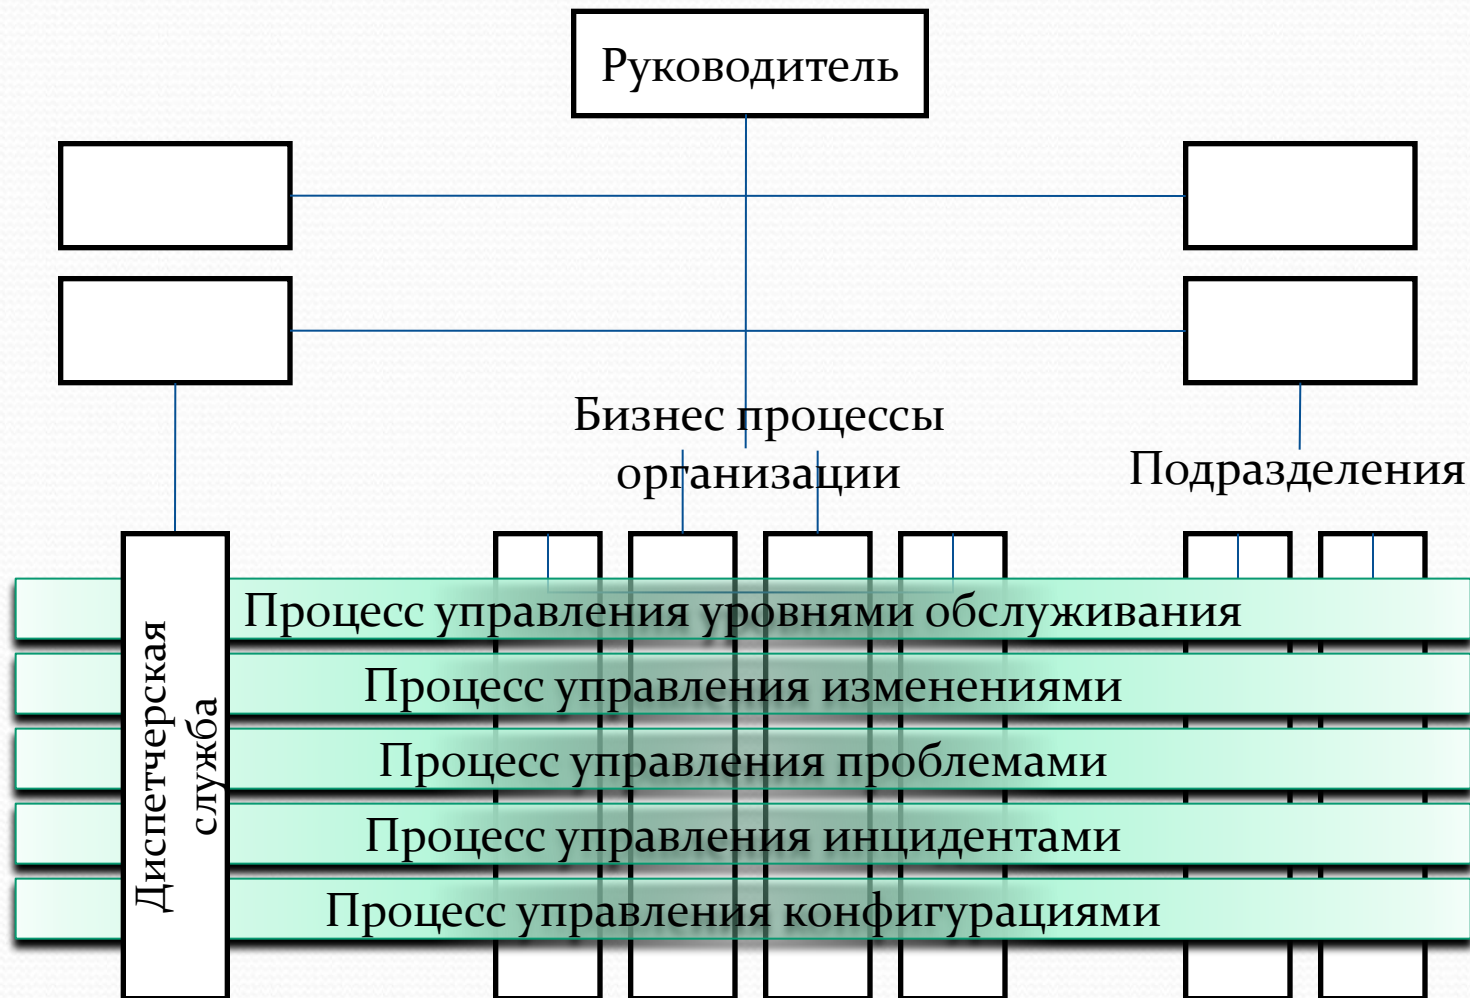 Руководитель
Бизнес процессы
организации
Подразделения
Диспетчерская
служба
Процесс управления уровнями обслуживания
Процесс управления изменениями
Процесс управления проблемами
Процесс управления инцидентами
Процесс управления конфигурациями